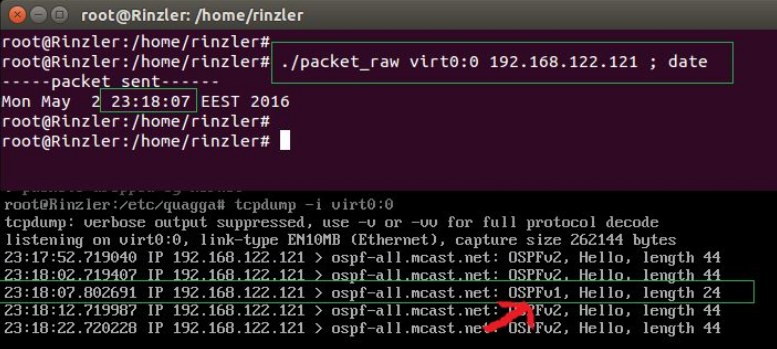 root@Rinzler: /home/rinzler
root@Rinzler:/home/rinzler#
root@Rinzler:/home/rinzler# ./packet_raw virt0:0 192.168.122.121 ; date
-----packet sent------
Mon May  2 23:18:07 EEST 2016
root@Rinzler:/home/rinzler#
root@Rinzler:/home/rinzler#
root@Rinzler:/etc/quagga# tcpdump -i virt0:0
tcpdump: verbose output suppressed, use -v or -vv for full protocol decode
listening on virt0:0, link-type EN10MB (Ethernet), capture size 262144 bytes
23:17:52.719040 IP 192.168.122.121 > ospf-all.mcast.net: OSPFv2, Hello, length 44
23:18:02.719407 IP 192.168.122.121 > ospf-all.mcast.net: OSPFv2, Hello, length 44
23:18:07.802691 IP 192.168.122.121 > ospf-all.mcast.net: OSPFv1, Hello, length 24
23:18:12.719987 IP 192.168.122.121 > ospf-all.mcast.net: OSPFv2, Hello, length 44
23:18:22.720228 IP 192.168.122.121 > ospf-all.mcast.net: OSPFv2, Hello, length 44